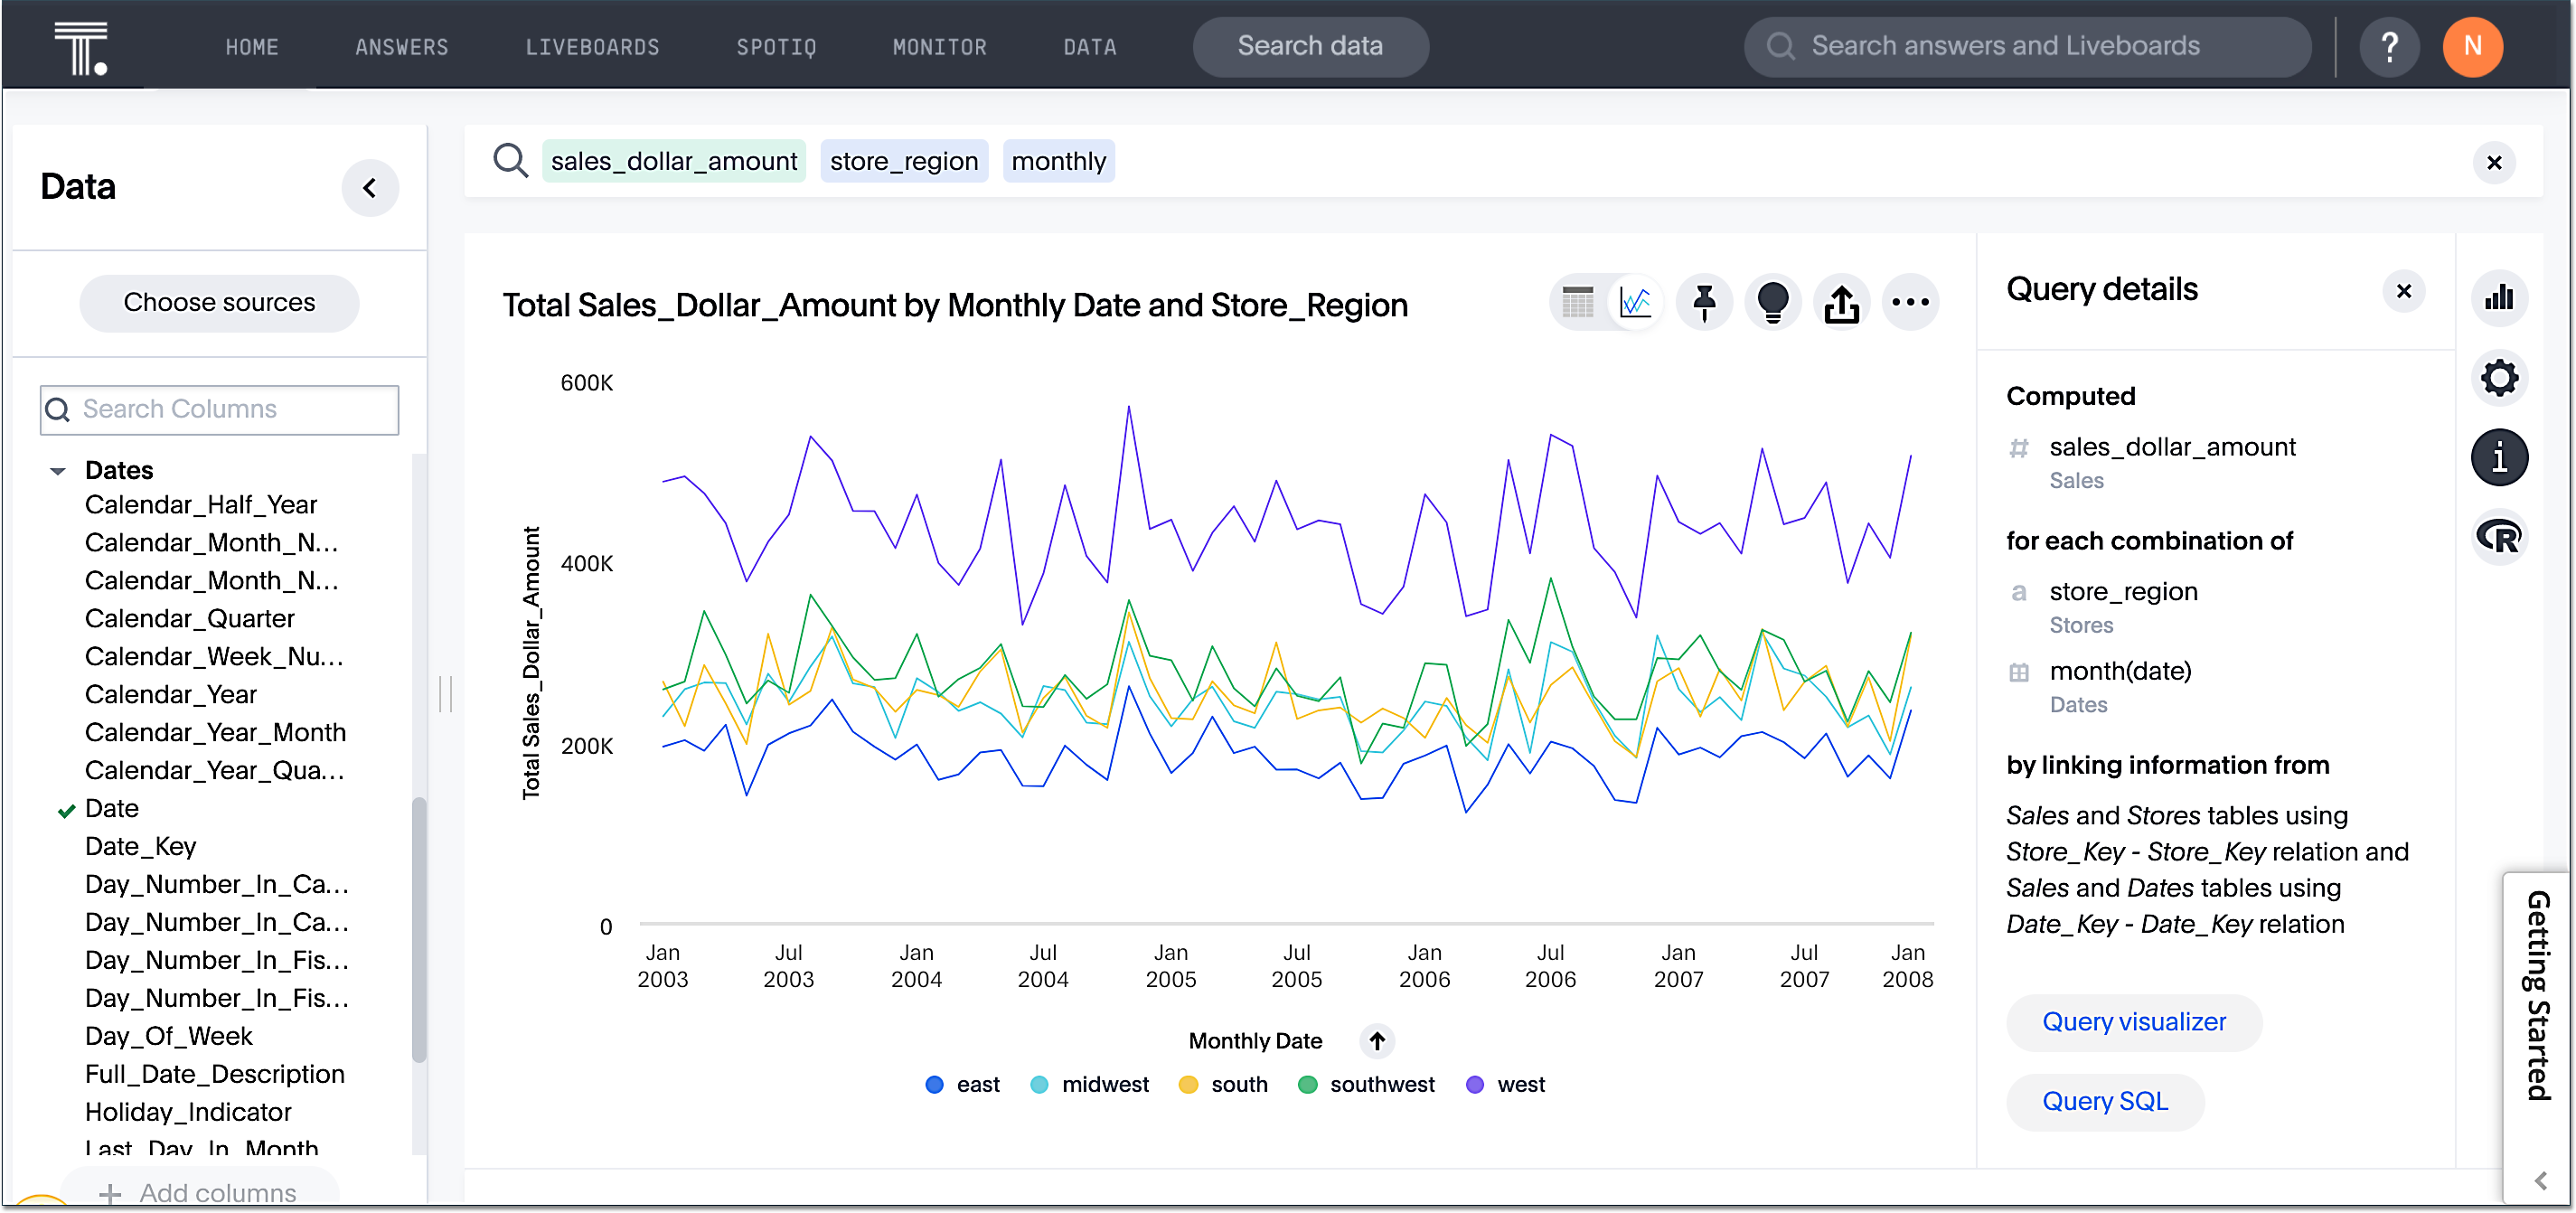 HOME ANSWERS LIVEBOARDS SPOTIQ MONITOR DATA Search data Search answers and Liveboards ? N
Data
Choose sources
Search Columns
Dates
Calendar_Half_Year
Calendar_Month_N...
Calendar_Month_N...
Calendar_Quarter
Calendar_Week_Nu...
Calendar_Year
Calendar_Year_Month
Calendar_Year_Qua...
Date
Date_Key
Day_Number_In_Ca...
Day_Number_In_Ca...
Day_Number_In_Fis...
Day_Number_In_Fis...
Day_Of_Week
Full_Date_Description
Holiday_Indicator
Last_Day_In_Month
+ Add columns
sales_dollar_amount store_region monthly
Total Sales_Dollar_Amount by Monthly Date and Store_Region
Total Sales_Dollar_Amount
600K
400K
200K
0
Jan Jul Jan Jul Jan Jul Jan Jul Jan Jul Jan
2003 2003 2004 2004 2005 2005 2006 2006 2007 2007 2008
Monthly Date
east midwest south southwest west
Query details
Computed
# sales_dollar_amount
Sales
for each combination of
a store_region
Stores
month(date)
Dates
by linking information from
Sales and Stores tables using
Store_Key - Store_Key relation and
Sales and Dates tables using
Date_Key - Date_Key relation
Query visualizer
Query SQL
i
R
Getting Started